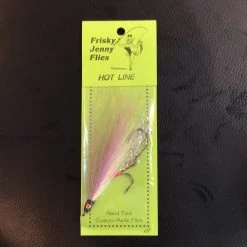 Frisky
Jenny
Flies
HOT LINE
Hand Tied
Custom Made Flies